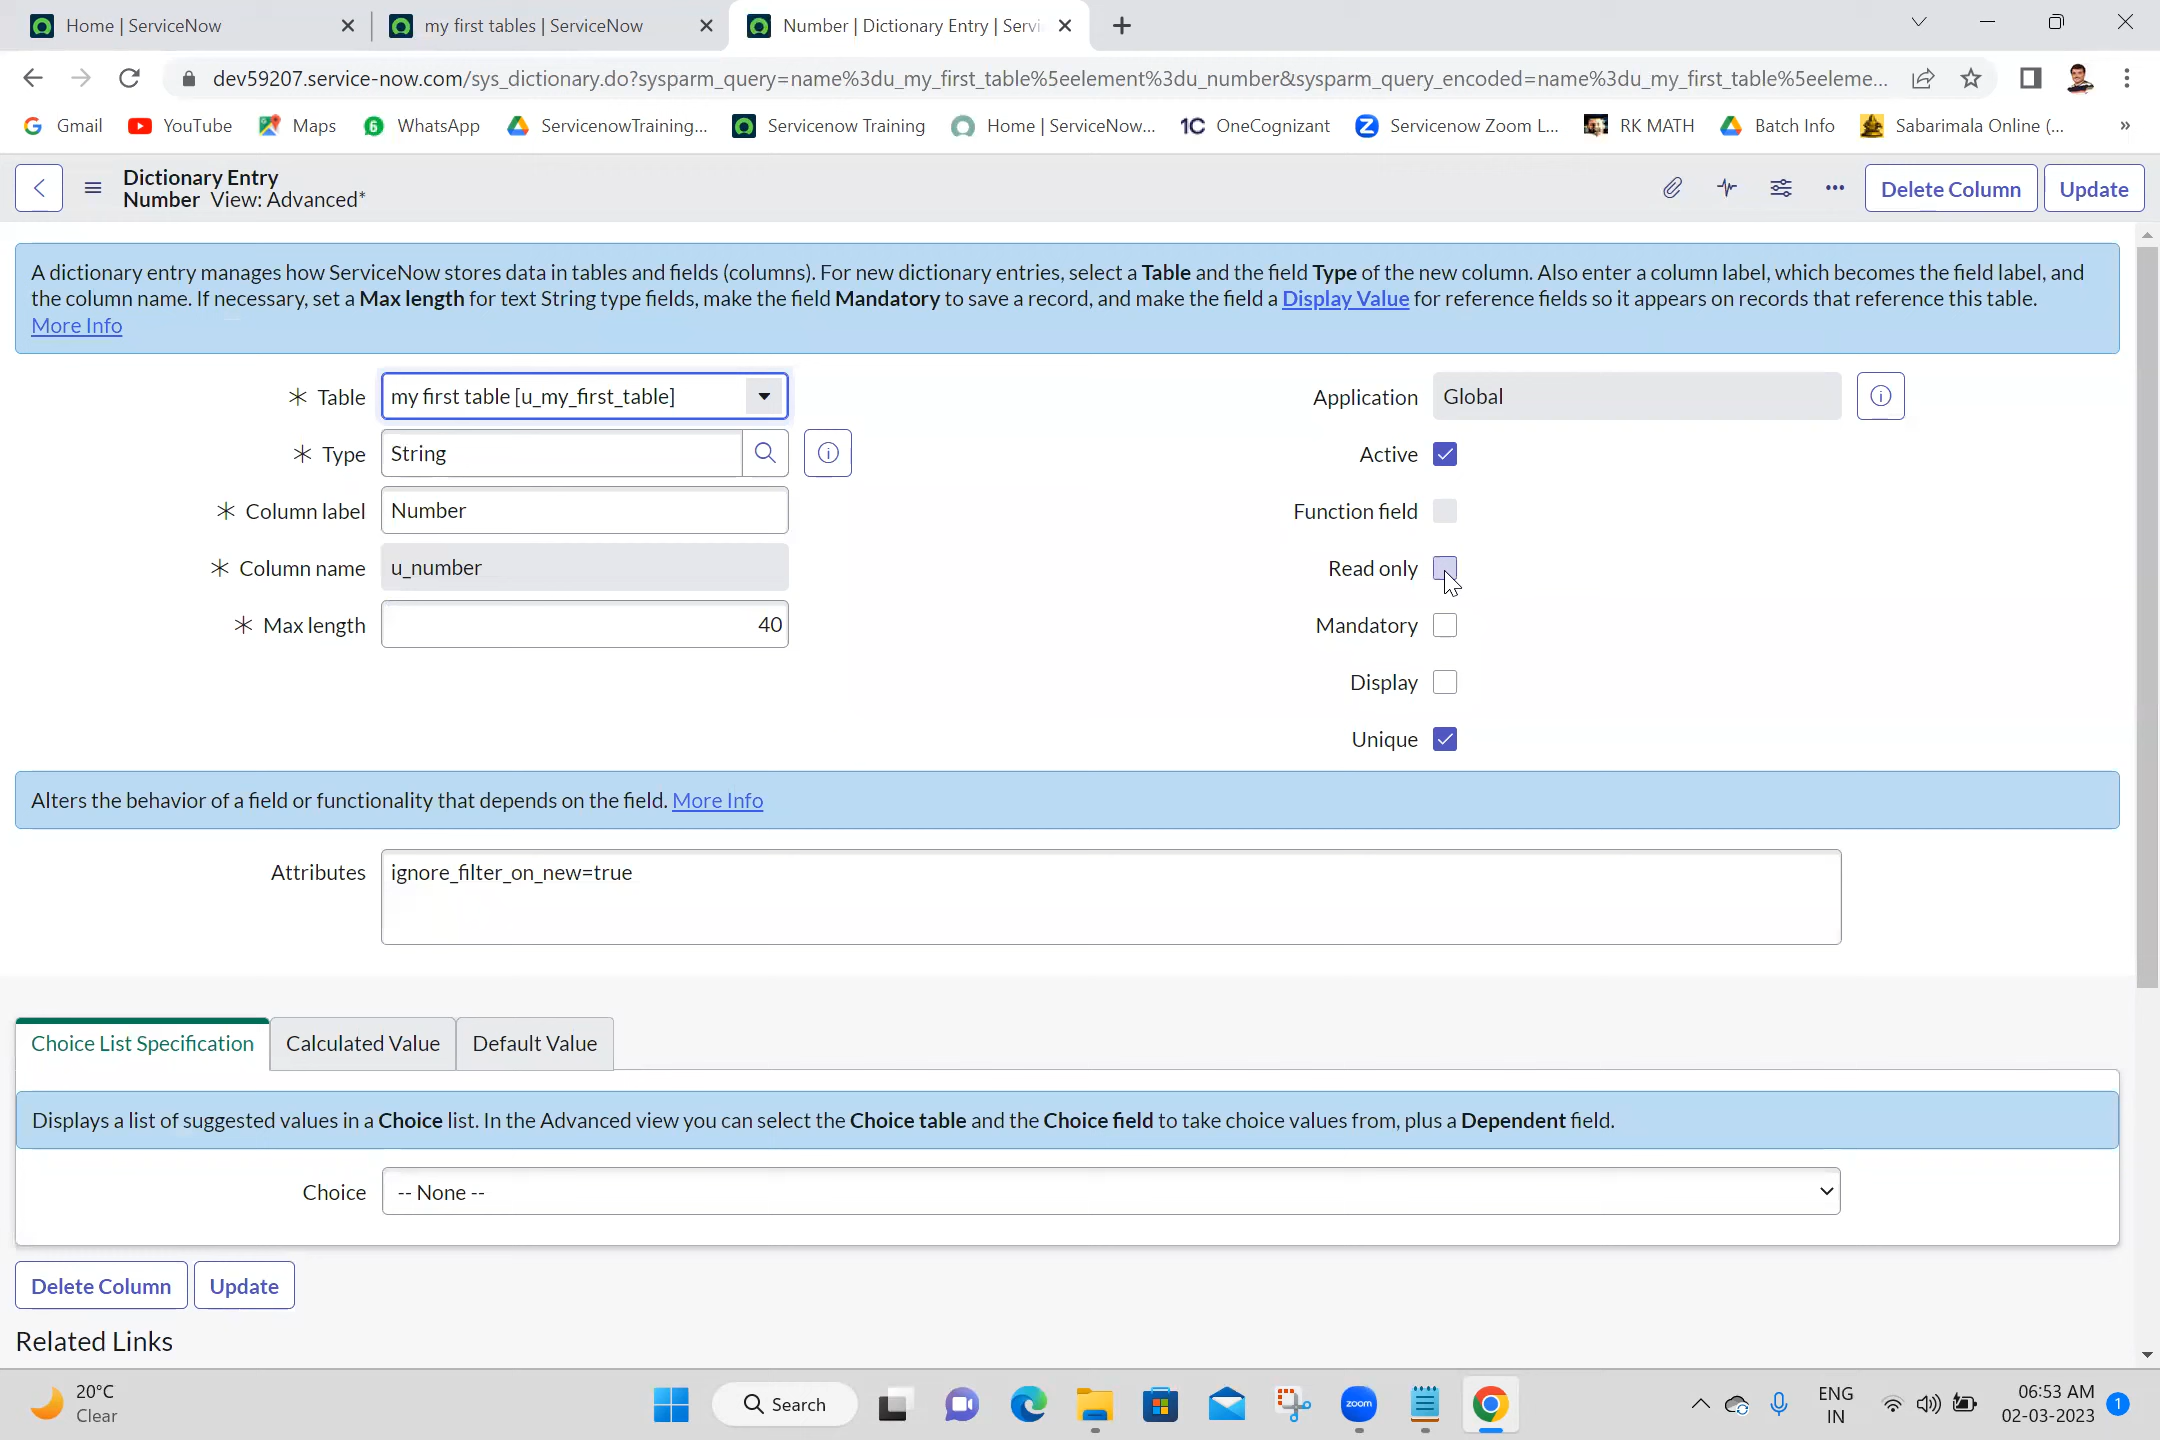 Home | ServiceNow
my first tables | ServiceNow
Number | Dictionary Entry | Servi
dev59207.service-now.com/sys_dictionary.do?sysparm_query=name%3du_my_first_table%5eelement%3du_number&sysparm_query_encoded=name%3du_my_first_table%5eeleme...
Gmail
YouTube
Maps
WhatsApp
ServicenowTraining...
Servicenow Training
Home | ServiceNow...
1C OneCognizant
Servicenow Zoom L...
RK MATH
Batch Info
Sabarimala Online (...
»
Dictionary Entry
Number View: Advanced*
Delete Column
Update
A dictionary entry manages how ServiceNow stores data in tables and fields (columns). For new dictionary entries, select a Table and the field Type of the new column. Also enter a column label, which becomes the field label, and
the column name. If necessary, set a Max length for text String type fields, make the field Mandatory to save a record, and make the field a Display Value for reference fields so it appears on records that reference this table.
More Info
Table my first table [u_my_first_table]
Type String
Column label Number
Column name u_number
Max length 40
Application Global
Active
Function field
Read only
Mandatory
Display
Unique
Alters the behavior of a field or functionality that depends on the field. More Info
Attributes ignore_filter_on_new=true
Choice List Specification
Calculated Value
Default Value
Displays a list of suggested values in a Choice list. In the Advanced view you can select the Choice table and the Choice field to take choice values from, plus a Dependent field.
Choice -- None --
Delete Column
Update
Related Links
20°C
Clear
Search
zoom
ENG
IN
06:53 AM
02-03-2023
1